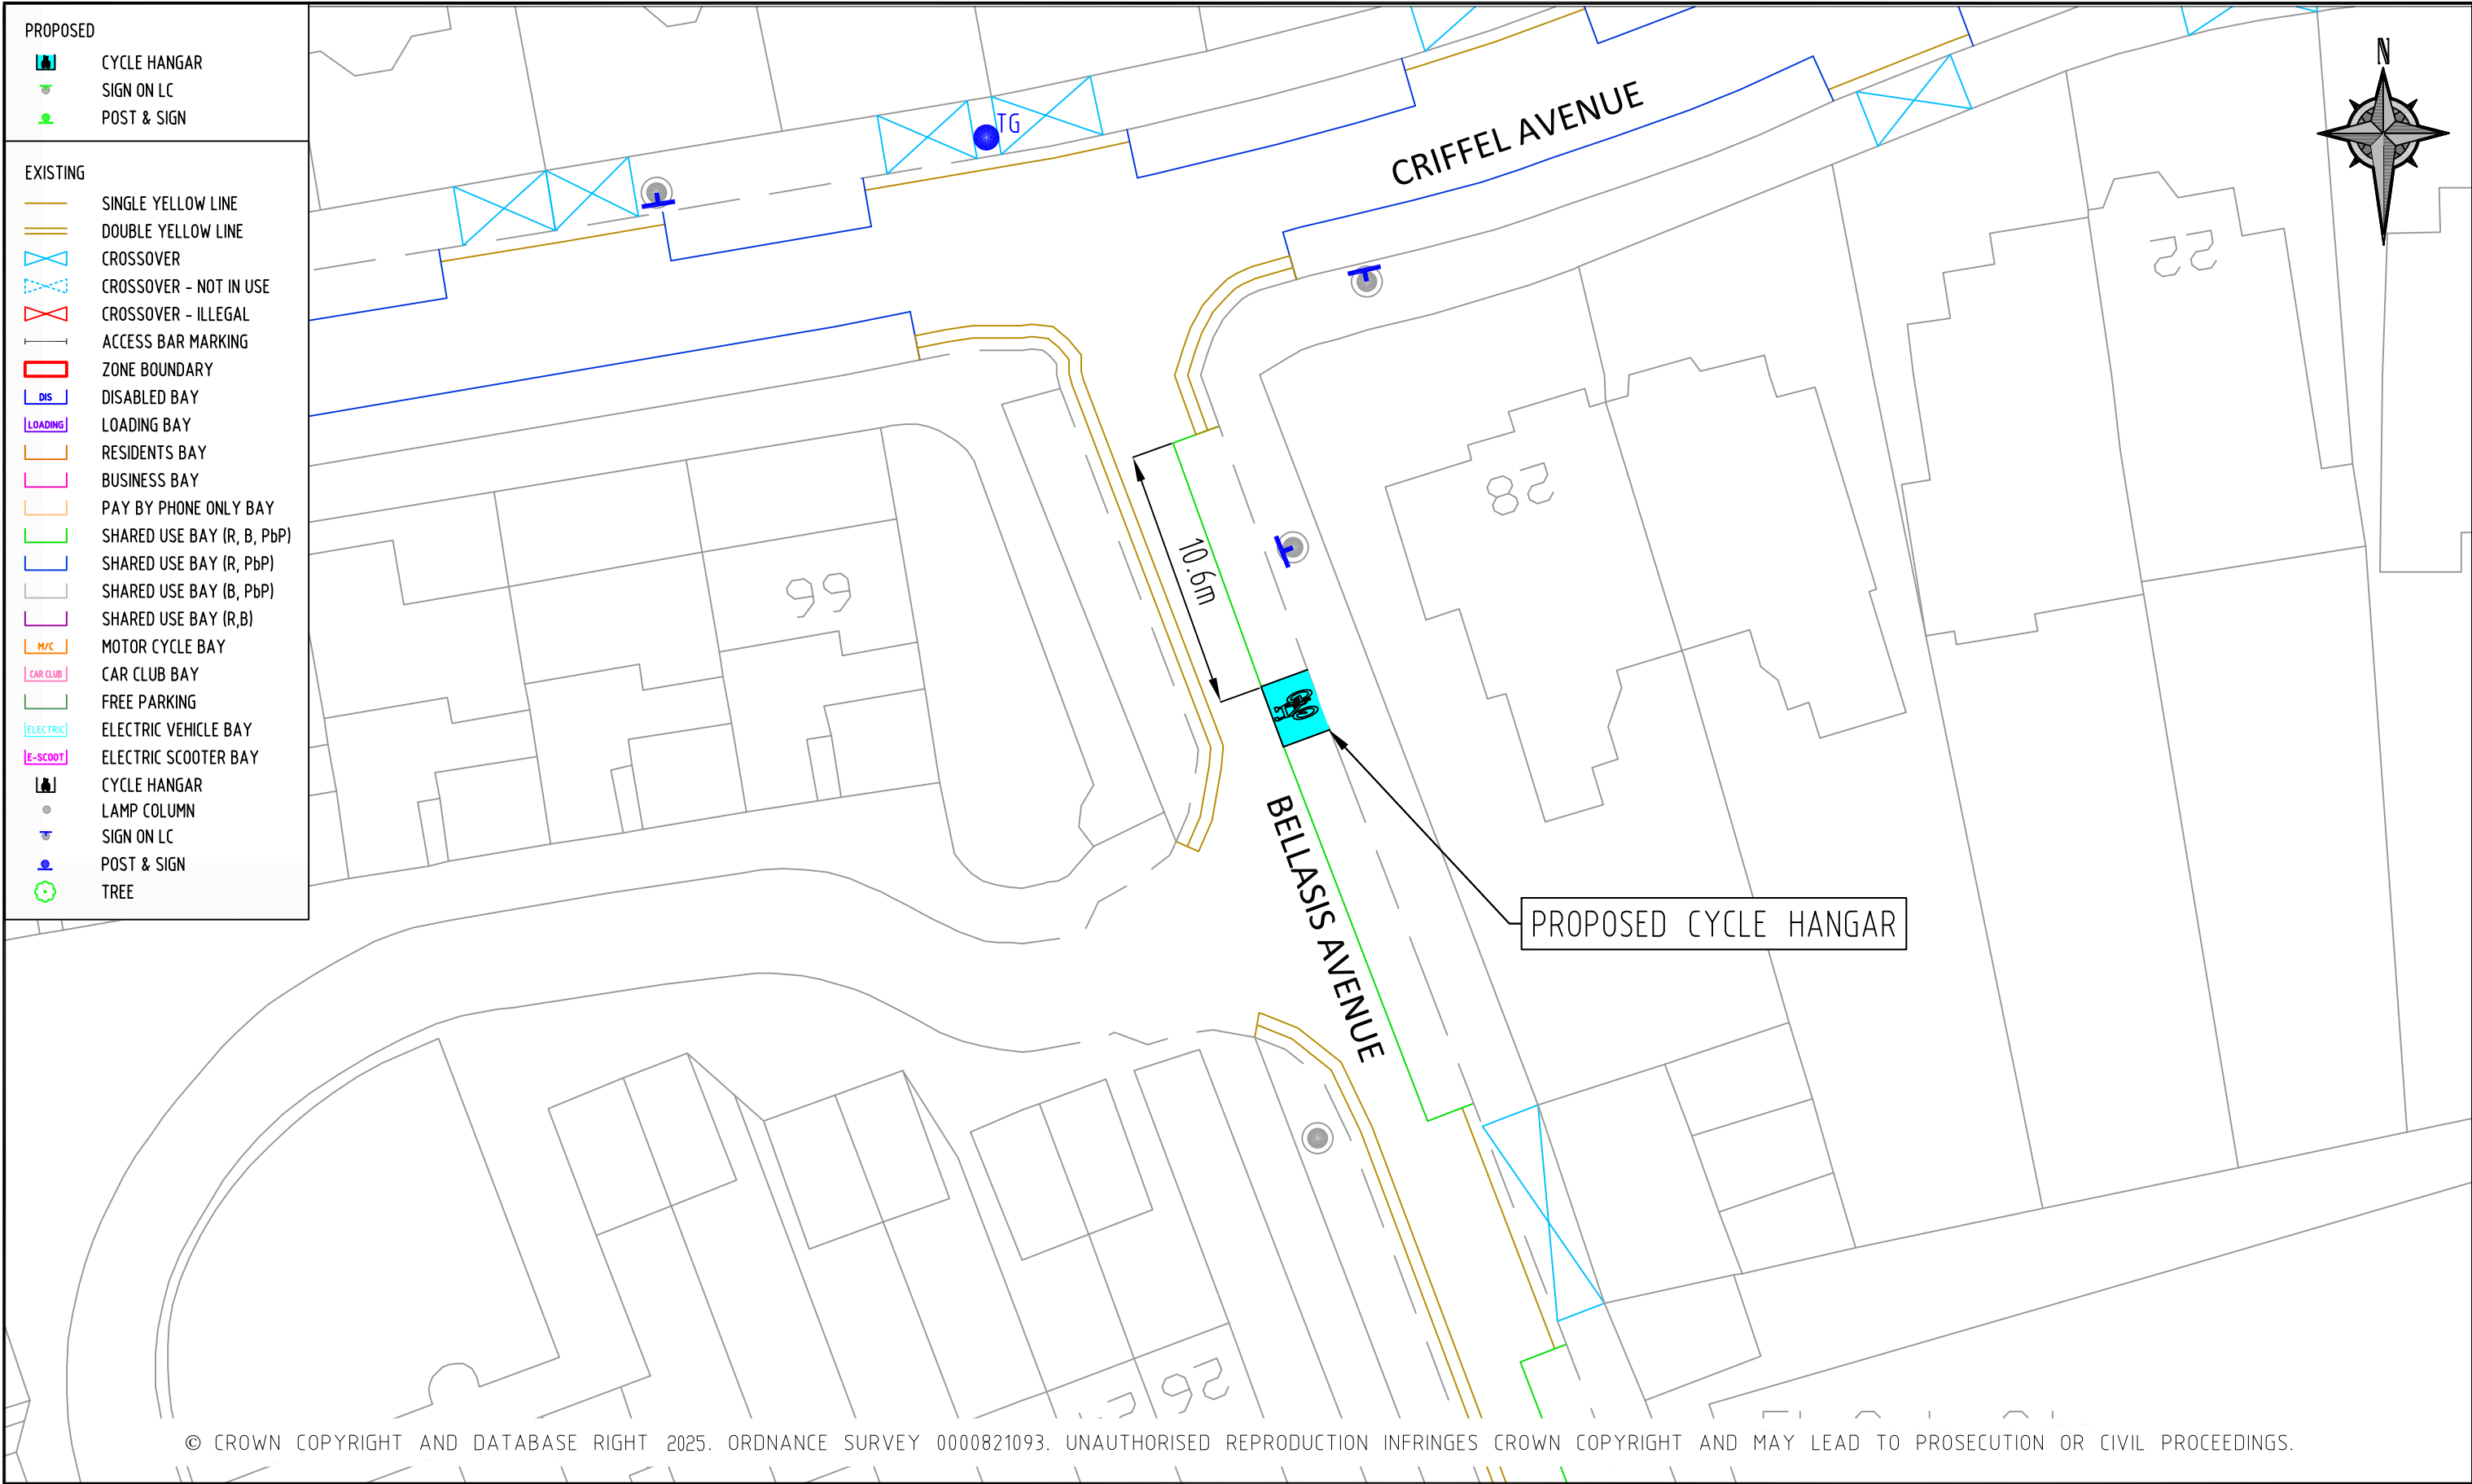 PROPOSED
CYCLE HANGAR
SIGN ON LC
POST & SIGN
EXISTING
SINGLE YELLOW LINE
DOUBLE YELLOW LINE
CROSSOVER
CROSSOVER - NOT IN USE
CROSSOVER - ILLEGAL
ACCESS BAR MARKING
ZONE BOUNDARY
DIS DISABLED BAY
LOADING LOADING BAY
RESIDENTS BAY
BUSINESS BAY
PAY BY PHONE ONLY BAY
SHARED USE BAY (R, B, PbP)
SHARED USE BAY (R, PbP)
SHARED USE BAY (B, PbP)
SHARED USE BAY (R,B)
M/C MOTOR CYCLE BAY
CAR CLUB CAR CLUB BAY
FREE PARKING
ELECTRIC ELECTRIC VEHICLE BAY
E-SCOOT ELECTRIC SCOOTER BAY
CYCLE HANGAR
LAMP COLUMN
SIGN ON LC
POST & SIGN
TREE
N
TG
CRIFFEL AVENUE
10.6m
BELLASIS AVENUE
PROPOSED CYCLE HANGAR
© CROWN COPYRIGHT AND DATABASE RIGHT 2025. ORDNANCE SURVEY 0000821093. UNAUTHORISED REPRODUCTION INFRINGES CROWN COPYRIGHT AND MAY LEAD TO PROSECUTION OR CIVIL PROCEEDINGS.